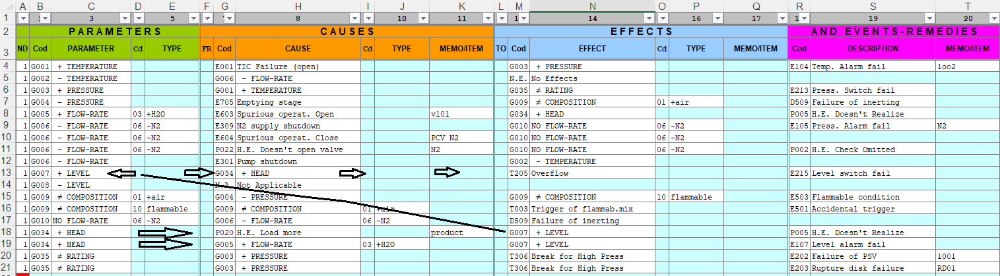 A B C D E F G H I J K L M N O P Q R S T
1 3 5 8 10 11 1 14 16 17 1 19 20
2 PARAMETERS CAUSES EFFECTS AND EVENTS-REMEDIES
3 ND Cod PARAMETER Cd TYPE FR Cod CAUSE Cd TYPE MEMO/ITEM TO Cod EFFECT Cd TYPE MEMO/ITEM Cod DESCRIPTION MEMO/ITEM
4 1 G001 + TEMPERATURE E001 TIC Failure (open) G003 + PRESSURE E104 Temp. Alarm fail loo2
5 1 G002 - TEMPERATURE G006 - FLOW-RATE N.E. No Effects
6 1 G003 + PRESSURE G001 + TEMPERATURE G035 ≠ RATING E213 Press. Switch fail
7 1 G004 - PRESSURE E705 Emptying stage G009 ≠ COMPOSITION 01 +air D509 Failure of inerting
8 1 G005 + FLOW-RATE 03 +H2O E603 Spurious operat. Open v101 G034 + HEAD P005 H.E. Doesn't Realize
9 1 G006 - FLOW-RATE 06 -N2 E309 N2 supply shutdown G010 NO FLOW-RATE 06 -N2 E105 Press. Alarm fail N2
10 1 G006 - FLOW-RATE 06 -N2 E604 Spurious operat. Close PCV N2 G010 NO FLOW-RATE 06 -N2
11 1 G006 - FLOW-RATE 06 -N2 P022 H.E. Doesn't open valve N2 G010 NO FLOW-RATE 06 -N2 P002 H.E. Check Omitted
12 1 G006 - FLOW-RATE E301 Pump shutdown G002 - TEMPERATURE
13 1 G007 + LEVEL G034 + HEAD T205 Overflow E215 Level switch fail
14 1 G008 - LEVEL N.A. Not Applicable
15 1 G009 ≠ COMPOSITION 01 +air G004 - PRESSURE G009 ≠ COMPOSITION 10 flammable E503 Flammable condition
16 1 G009 ≠ COMPOSITION 10 flammable G009 ≠ COMPOSITION 01 +air T003 Trigger of flammab.mix E501 Accidental trigger
17 1 G010 NO FLOW-RATE 06 -N2 G006 - FLOW-RATE 06 -N2 D509 Failure of inerting
18 1 G034 + HEAD P020 H.E. Load more product G007 + LEVEL P005 H.E. Doesn't Realize
19 1 G034 + HEAD G005 + FLOW-RATE 03 +H2O G007 + LEVEL E107 Level alarm fail
20 1 G035 ≠ RATING G003 + PRESSURE T306 Break for High Press E202 Failure of PSV 1001
21 1 G035 ≠ RATING G003 + PRESSURE T306 Break for High Press E203 Rupture disk failure RD01